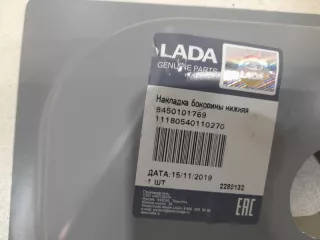 LADA
GENUINE PARTS
Накладка боковины нижняя
8450101769
11180540110270
ДАТА: 15/11/2019
1 ШТ
2280132
EAC